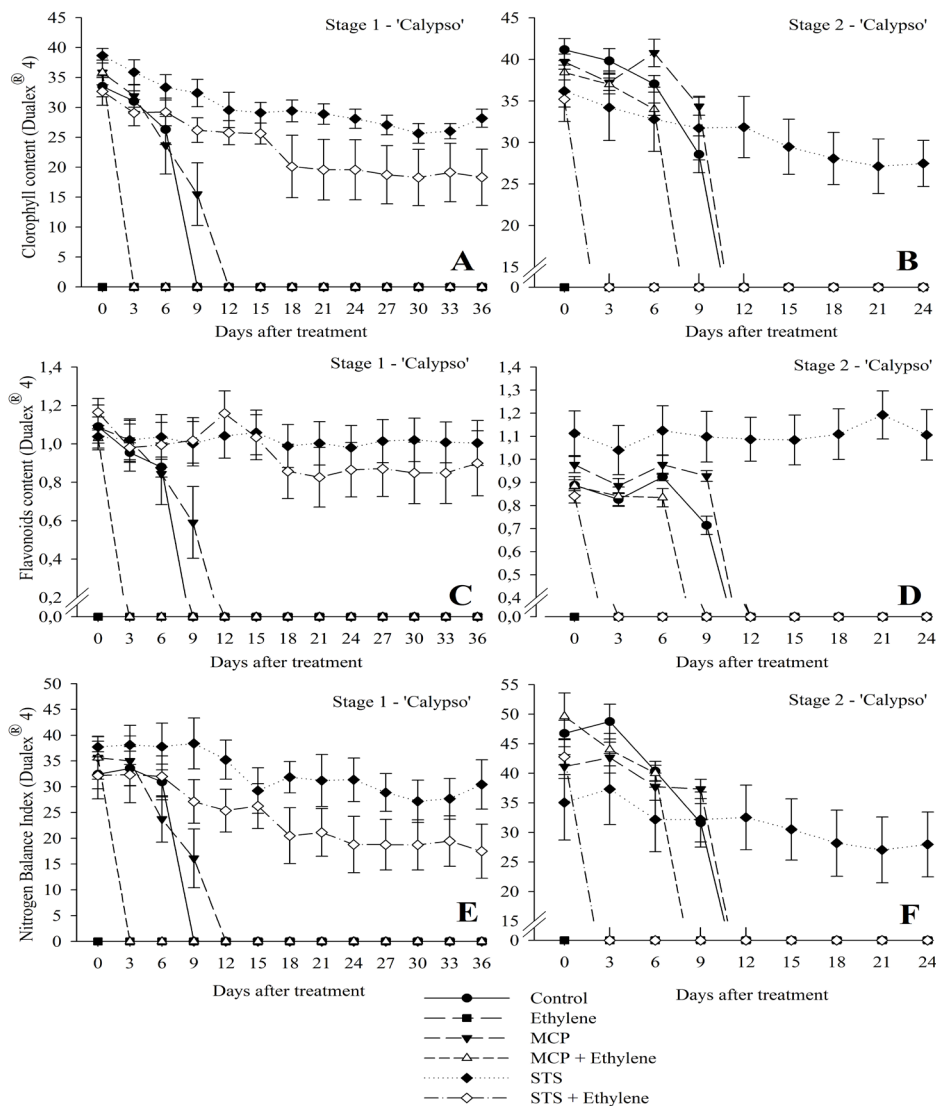 Stage 1 - 'Calypso'
Clorophyll content (Dualex® 4)
45
40
35
30
25
20
15
10
5
0
A
0 3 6 9 12 15 18 21 24 27 30 33 36
Days after treatment
Stage 2 - 'Calypso'
45
40
35
30
25
20
15
0
B
0 3 6 9 12 15 18 21 24
Days after treatment
Stage 1 - 'Calypso'
Flavonoids content (Dualex® 4)
1,4
1,2
1,0
0,8
0,6
0,4
0,2
0,0
C
0 3 6 9 12 15 18 21 24 27 30 33 36
Days after treatment
Stage 2 - 'Calypso'
1,4
1,3
1,2
1,1
1,0
0,9
0,8
0,7
0,6
0,5
0,4
0,0
D
0 3 6 9 12 15 18 21 24
Days after treatment
Stage 1 - 'Calypso'
Nitrogen Balance Index (Dualex® 4)
50
45
40
35
30
25
20
15
10
5
0
E
0 3 6 9 12 15 18 21 24 27 30 33 36
Days after treatment
Stage 2 - 'Calypso'
55
50
45
40
35
30
25
20
15
0
F
0 3 6 9 12 15 18 21 24
Days after treatment
Control
Ethylene
MCP
MCP + Ethylene
STS
STS + Ethylene